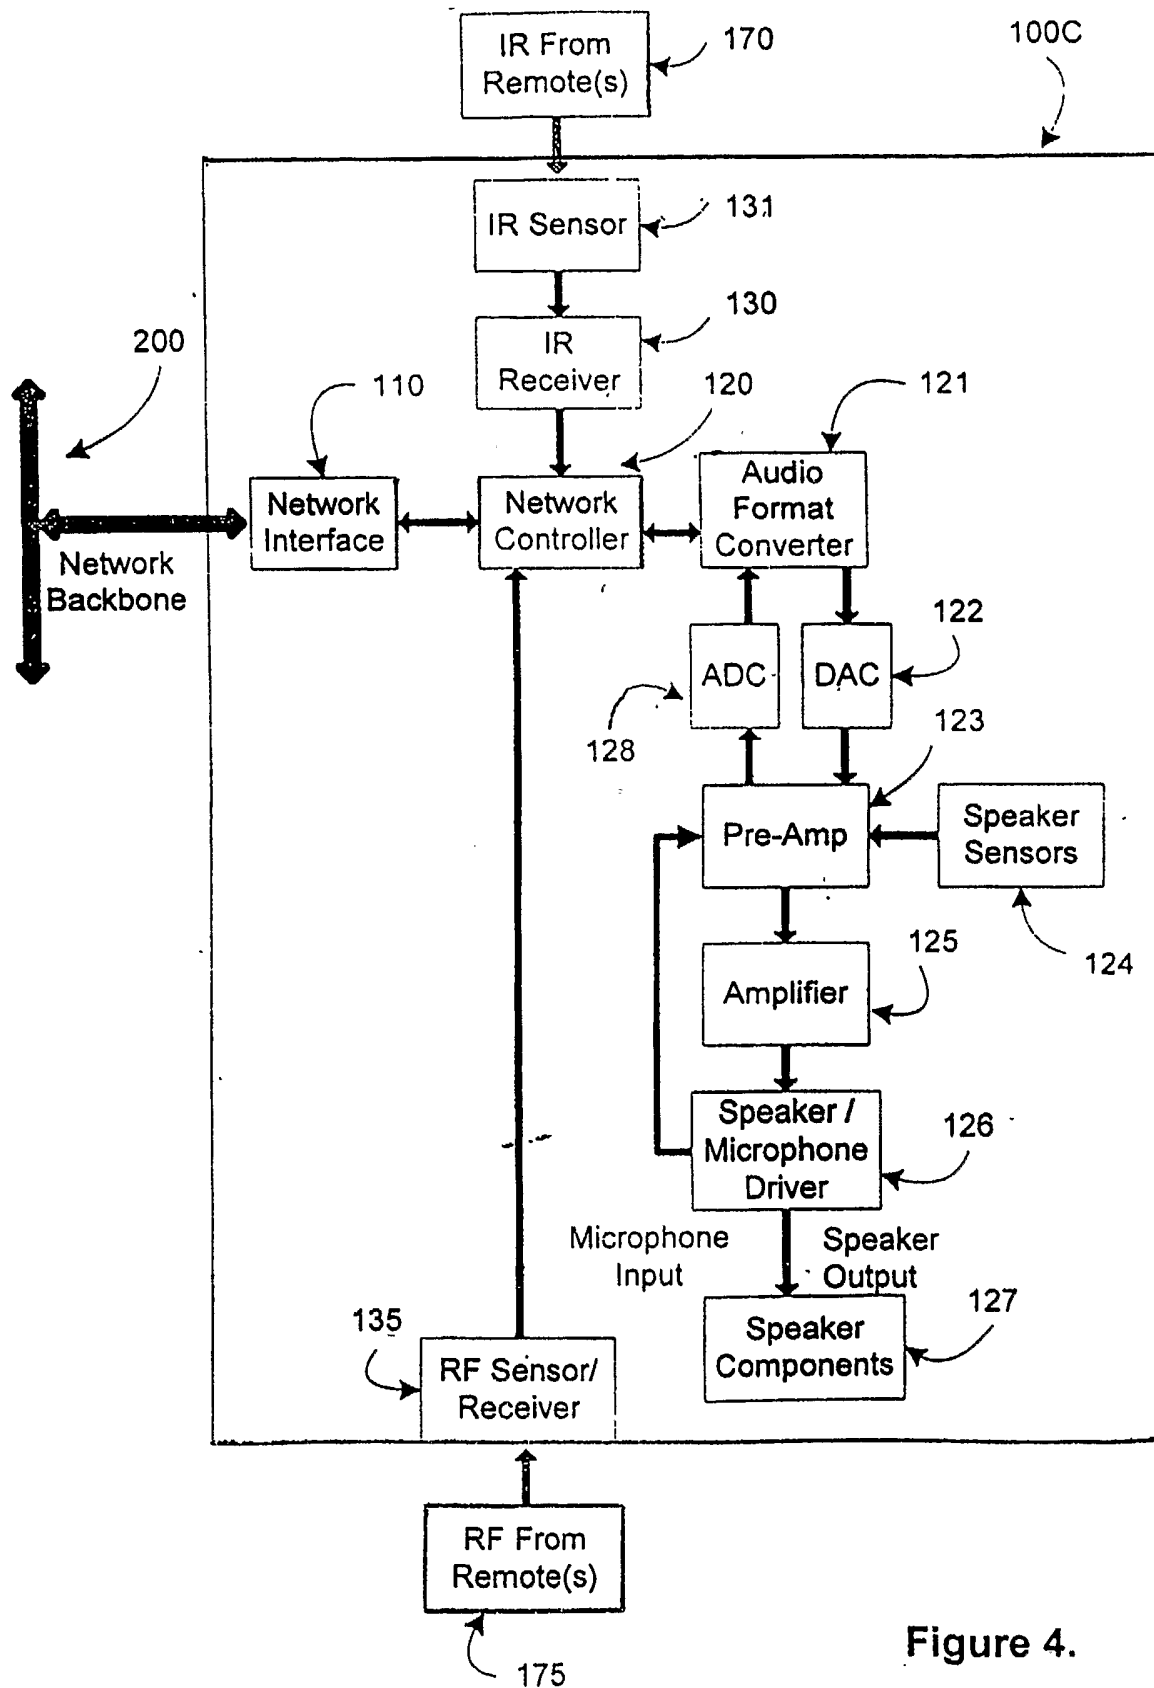 IR From
Remote(s)
170
100C
IR Sensor
131
IR
Receiver
130
200
110
120
121
Network
Interface
Network
Controller
Audio
Format
Converter
Network
Backbone
ADC
DAC
122
128
123
Pre-Amp
Speaker
Sensors
124
Amplifier
125
Speaker /
Microphone
Driver
126
Microphone
Input
Speaker
Output
Speaker
Components
127
135
RF Sensor/
Receiver
RF From
Remote(s)
175
Figure 4.